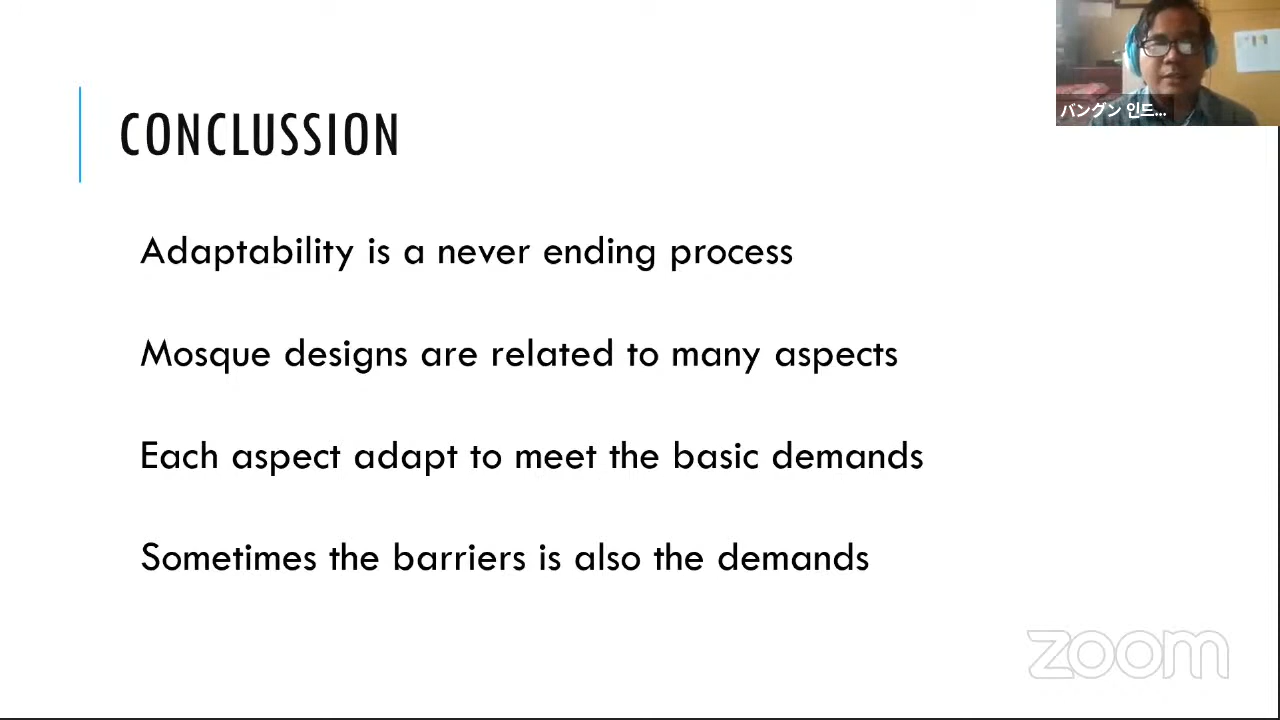 CONCLUSSION
バングン 인드...
Adaptability is a never ending process
Mosque designs are related to many aspects
Each aspect adapt to meet the basic demands
Sometimes the barriers is also the demands
zoom